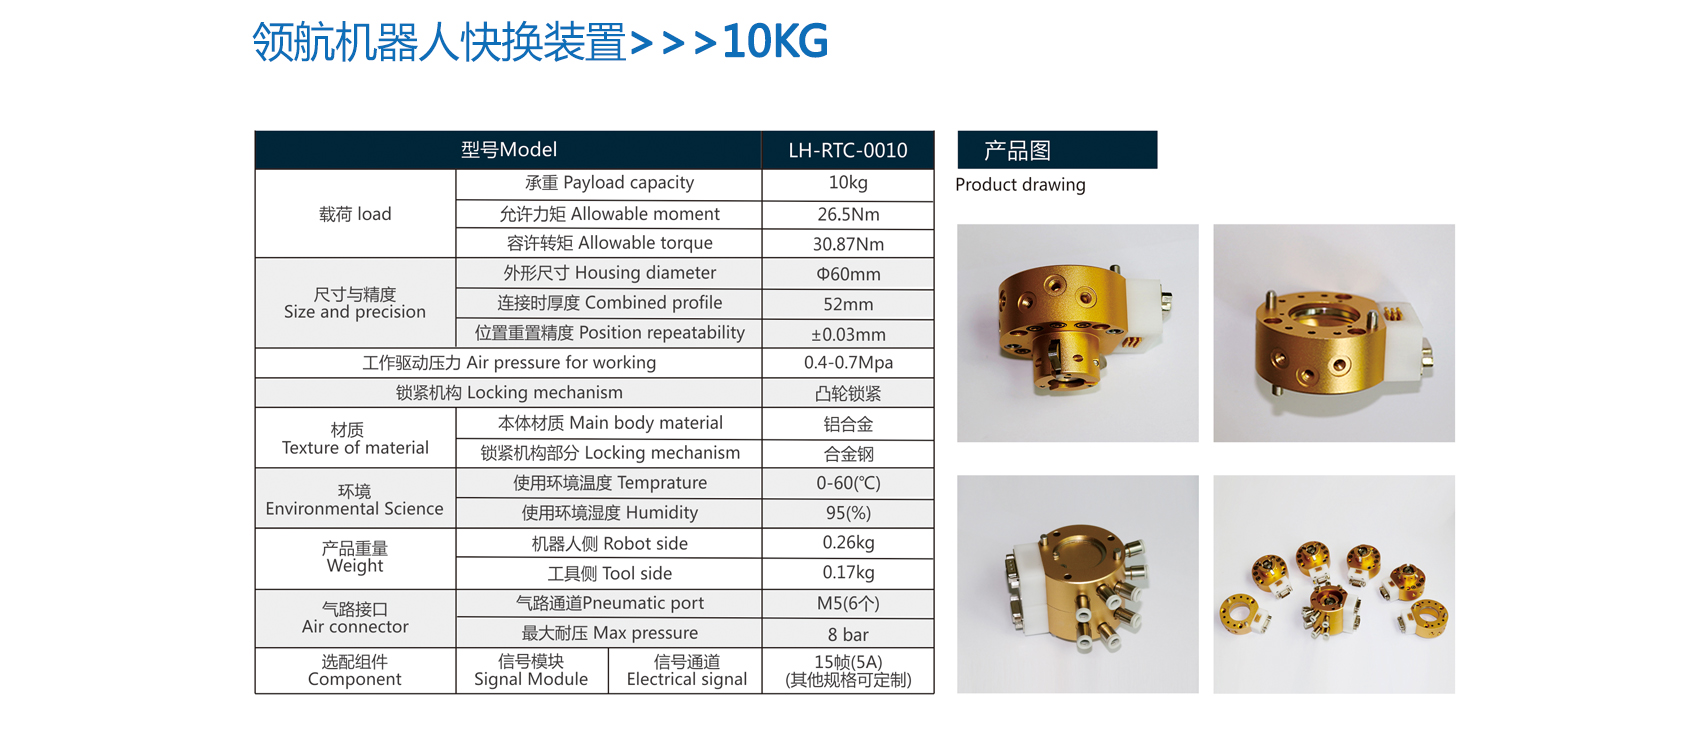 领航机器人快换装置>>>10KG
型号Model LH-RTC-0010
载荷 load
承重 Payload capacity 10kg
允许力矩 Allowable moment 26.5Nm
容许转矩 Allowable torque 30.87Nm
尺寸与精度
Size and precision
外形尺寸 Housing diameter Φ60mm
连接时厚度 Combined profile 52mm
位置重置精度 Position repeatability ±0.03mm
工作驱动压力 Air pressure for working 0.4-0.7Mpa
锁紧机构 Locking mechanism 凸轮锁紧
材质
Texture of material
本体材质 Main body material 铝合金
锁紧机构部分 Locking mechanism 合金钢
环境
Environmental Science
使用环境温度 Temprature 0-60(℃)
使用环境湿度 Humidity 95(%)
产品重量
Weight
机器人侧 Robot side 0.26kg
工具侧 Tool side 0.17kg
气路接口
Air connector
气路通道Pneumatic port M5(6个)
最大耐压 Max pressure 8 bar
选配组件
Component
信号模块
Signal Module
信号通道
Electrical signal
15帧(5A)
(其他规格可定制)
产品图
Product drawing